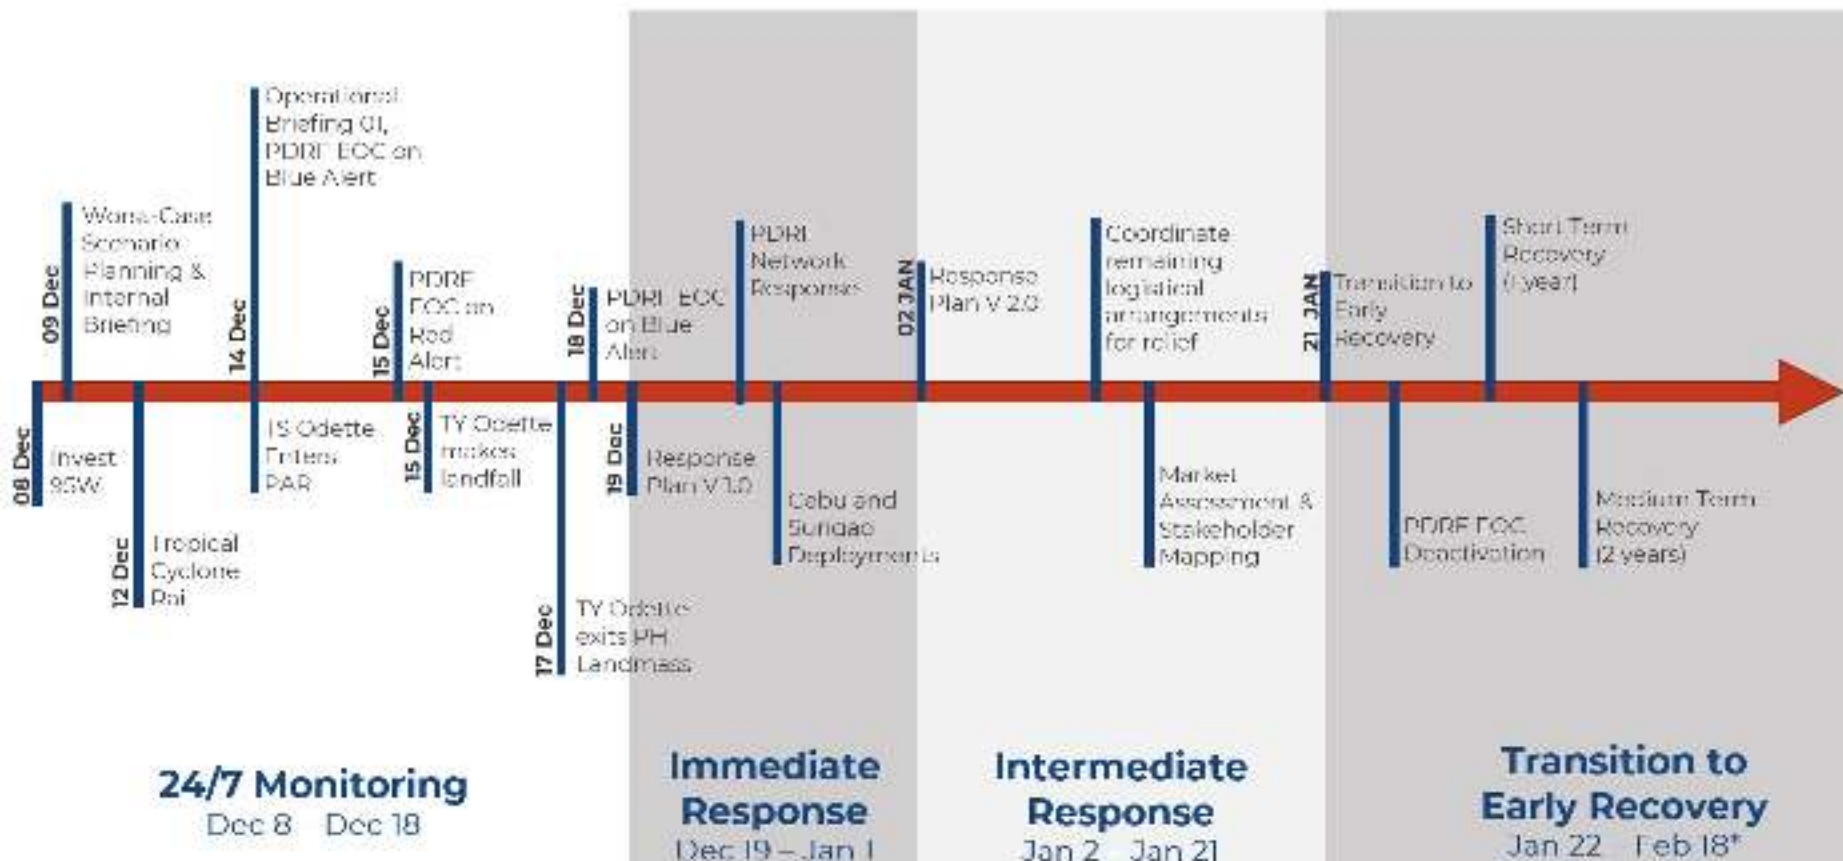 Operational
Briefing 01,
PDRF EOC on
Blue Alert
14 Dec
09 Dec
Worst-Case
Scenario
Planning &
Internal
Briefing
15 Dec
PDRF
EOC on
Red
Alert
18 Dec
PDRF EOC
on Blue
Alert
PDRF
Network
Response
02 JAN
Response
Plan V 2.0
Coordinate
remaining
logistical
arrangements
for relief
21 JAN
Transition to
Early
Recovery
Short Term
Recovery
(1 year)
08 Dec
Invest
95W
12 Dec
Tropical
Cyclone
Rai
TS Odette
Enters
PAR
15 Dec
TY Odette
makes
landfall
17 Dec
TY Odette
exits PH
Landmass
19 Dec
Response
Plan V 1.0
Cebu and
Surigao
Deployments
Market
Assessment &
Stakeholder
Mapping
PDRF EOC
Deactivation
Medium Term
Recovery
(2 years)
24/7 Monitoring
Dec 8 – Dec 18
Immediate
Response
Dec 19 – Jan 1
Intermediate
Response
Jan 2 – Jan 21
Transition to
Early Recovery
Jan 22 – Feb 18*